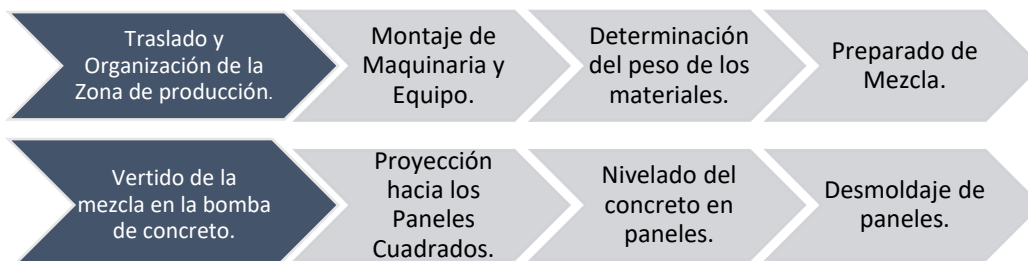 Traslado y
Organización de la
Zona de producción.
Montaje de
Maquinaria y
Equipo.
Determinación
del peso de los
materiales.
Preparado de
Mezcla.
Vertido de la
mezcla en la bomba
de concreto.
Proyección
hacia los
Paneles
Cuadrados.
Nivelado del
concreto en
paneles.
Desmoldaje de
paneles.